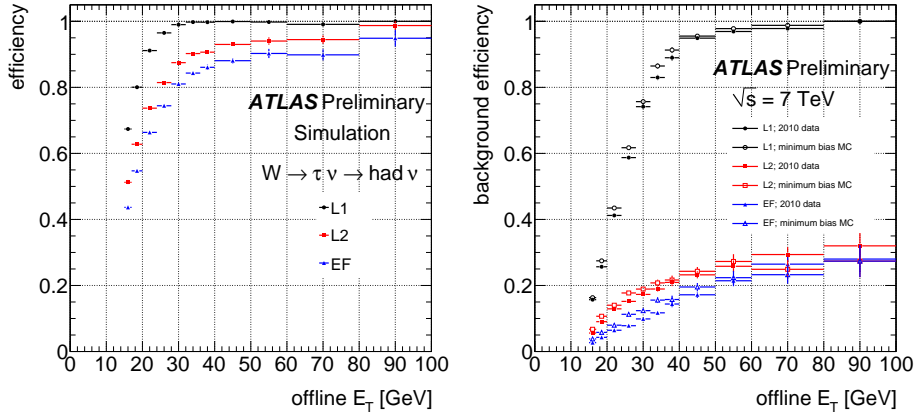 efficiency
1
0.8
0.6
0.4
0.2
0
ATLAS Preliminary
Simulation
W → τ ν → had ν
L1
L2
EF
0 10 20 30 40 50 60 70 80 90 100
offline E_T [GeV]
background efficiency
1
0.8
0.6
0.4
0.2
0
ATLAS Preliminary
√s = 7 TeV
L1; 2010 data
L1; minimum bias MC
L2; 2010 data
L2; minimum bias MC
EF; 2010 data
EF; minimum bias MC
0 10 20 30 40 50 60 70 80 90 100
offline E_T [GeV]